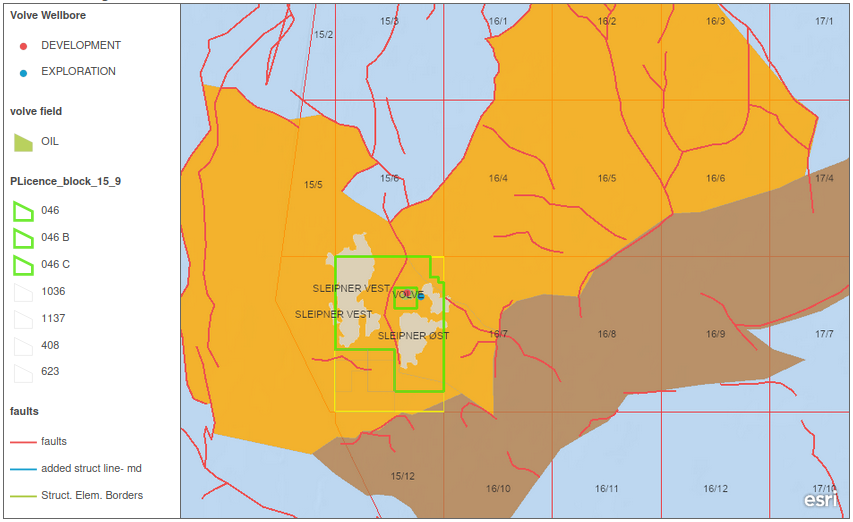 Volve Wellbore
DEVELOPMENT
EXPLORATION
volve field
OIL
PLicence_block_15_9
046
046 B
046 C
1036
1137
408
623
faults
faults
added struct line- md
Struct. Elem. Borders
15/2
15/3
16/1
16/2
16/3
17/1
15/5
15/6
16/4
16/5
16/6
17/4
SLEIPNER VEST
VOLVE
SLEIPNER VEST
SLEIPNER ØST
16/7
16/8
16/9
17/7
15/12
16/10
16/11
16/12
17/10
esri